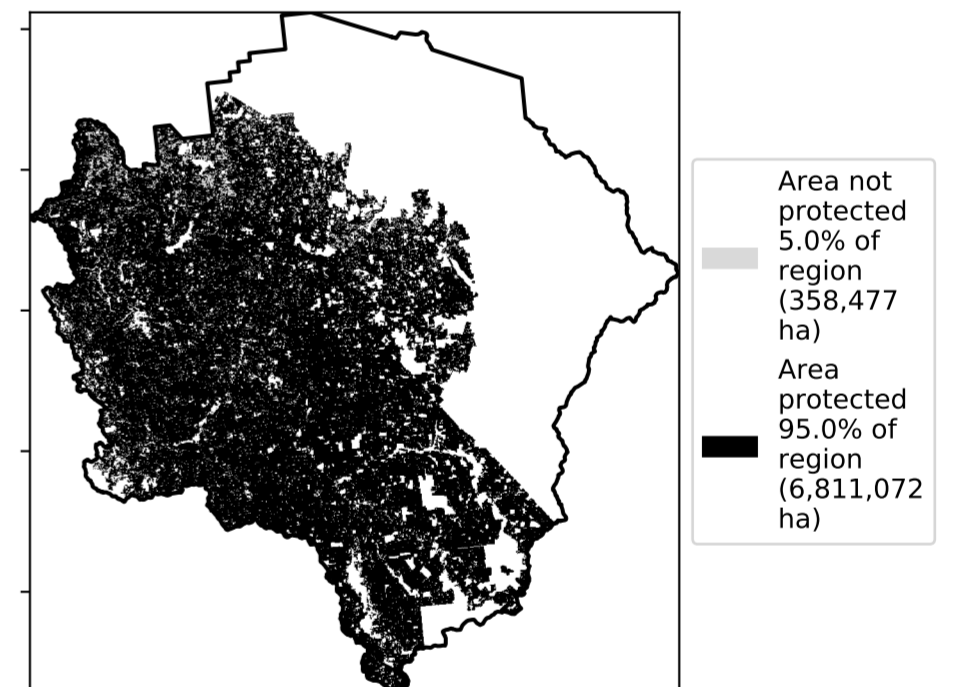 Area not
protected
5.0% of
region
(358,477
ha)
Area
protected
95.0% of
region
(6,811,072
ha)